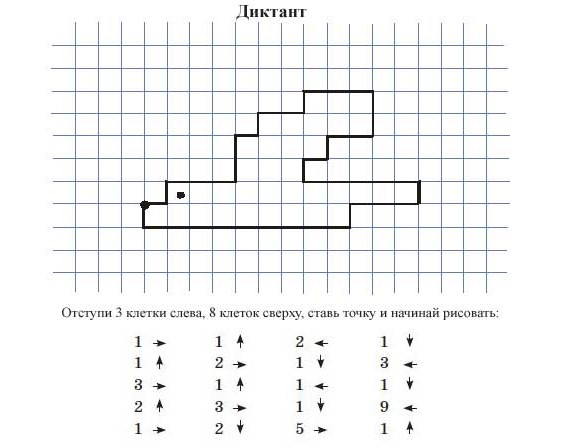 Диктант
Отступи 3 клетки слева, 8 клеток сверху, ставь точку и начинай рисовать:
1 → 1 ↑ 2 ← 1 ↓
1 ↑ 2 → 1 ↓ 3 ←
3 → 1 ↑ 1 ← 1 ↓
2 ↑ 3 → 1 ↓ 9 ←
1 → 2 ↓ 5 → 1 ↑